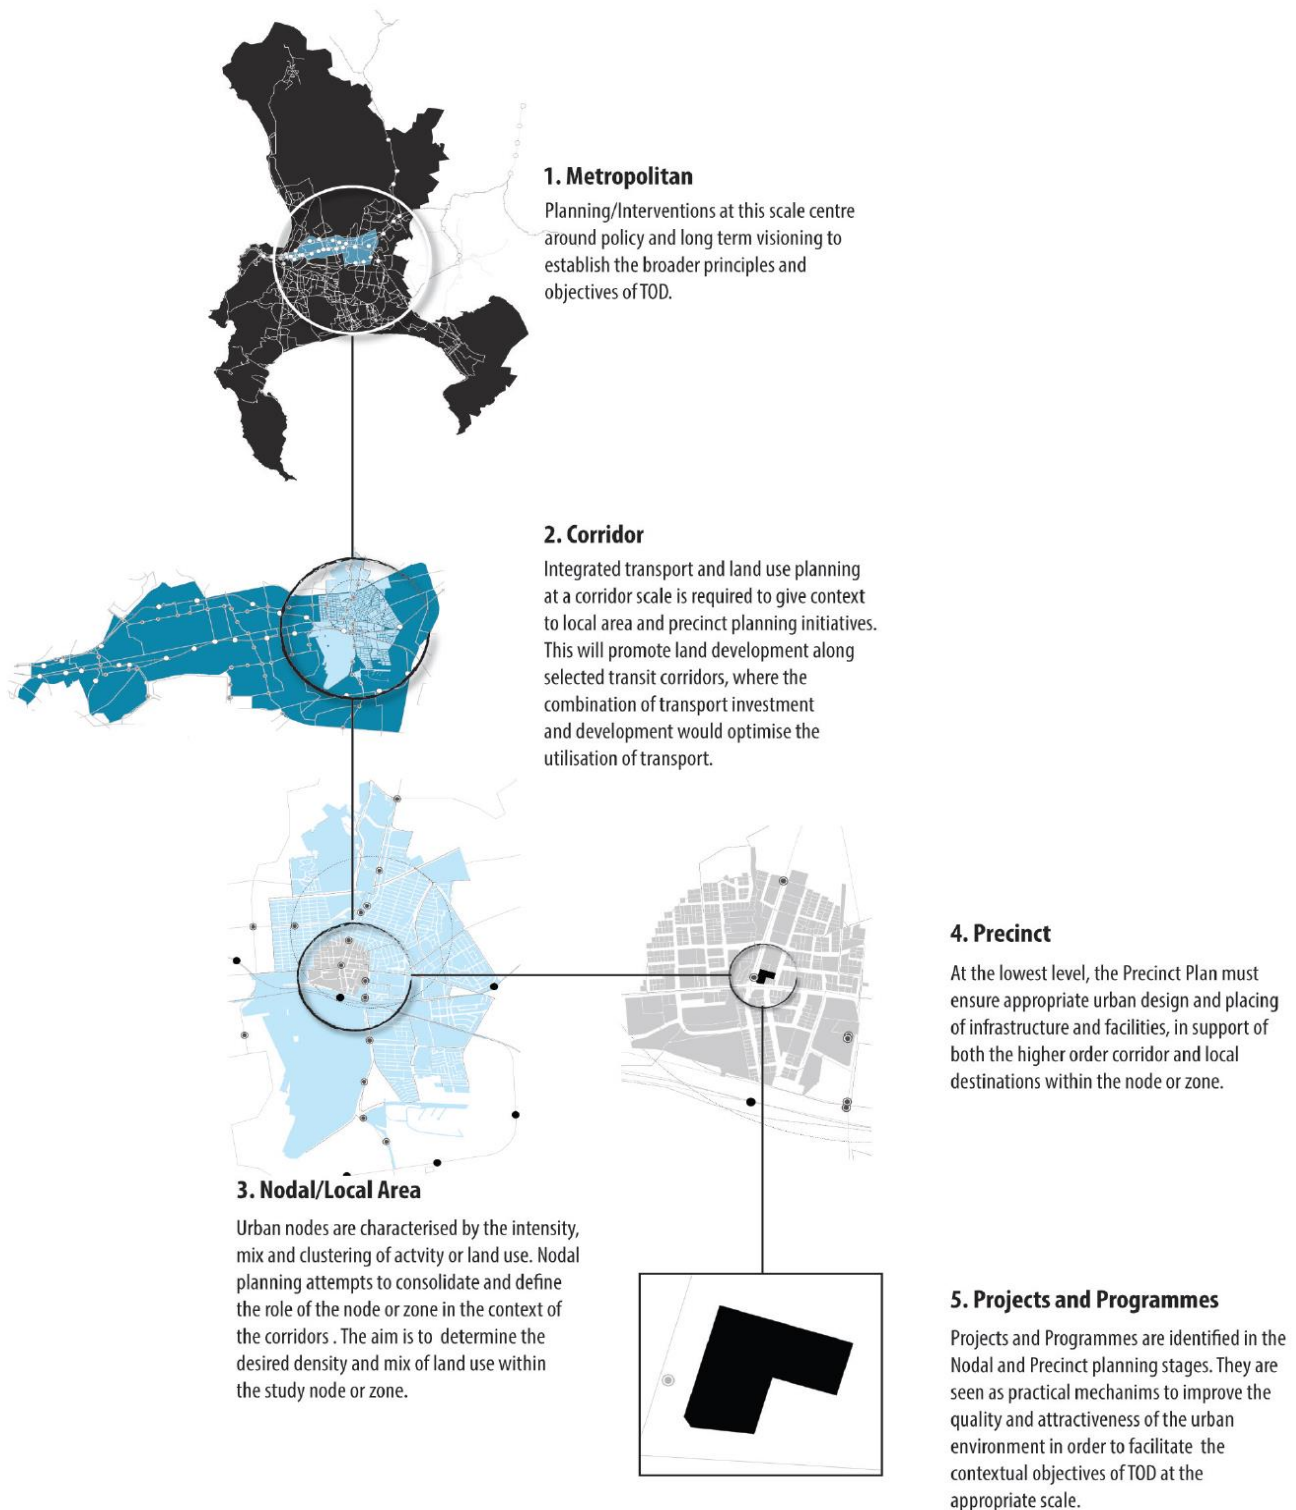 1. Metropolitan
Planning/Interventions at this scale centre
around policy and long term visioning to
establish the broader principles and
objectives of TOD.
2. Corridor
Integrated transport and land use planning
at a corridor scale is required to give context
to local area and precinct planning initiatives.
This will promote land development along
selected transit corridors, where the
combination of transport investment
and development would optimise the
utilisation of transport.
3. Nodal/Local Area
Urban nodes are characterised by the intensity,
mix and clustering of actvity or land use. Nodal
planning attempts to consolidate and define
the role of the node or zone in the context of
the corridors . The aim is to determine the
desired density and mix of land use within
the study node or zone.
4. Precinct
At the lowest level, the Precinct Plan must
ensure appropriate urban design and placing
of infrastructure and facilities, in support of
both the higher order corridor and local
destinations within the node or zone.
5. Projects and Programmes
Projects and Programmes are identified in the
Nodal and Precinct planning stages. They are
seen as practical mechanims to improve the
quality and attractiveness of the urban
environment in order to facilitate the
contextual objectives of TOD at the
appropriate scale.